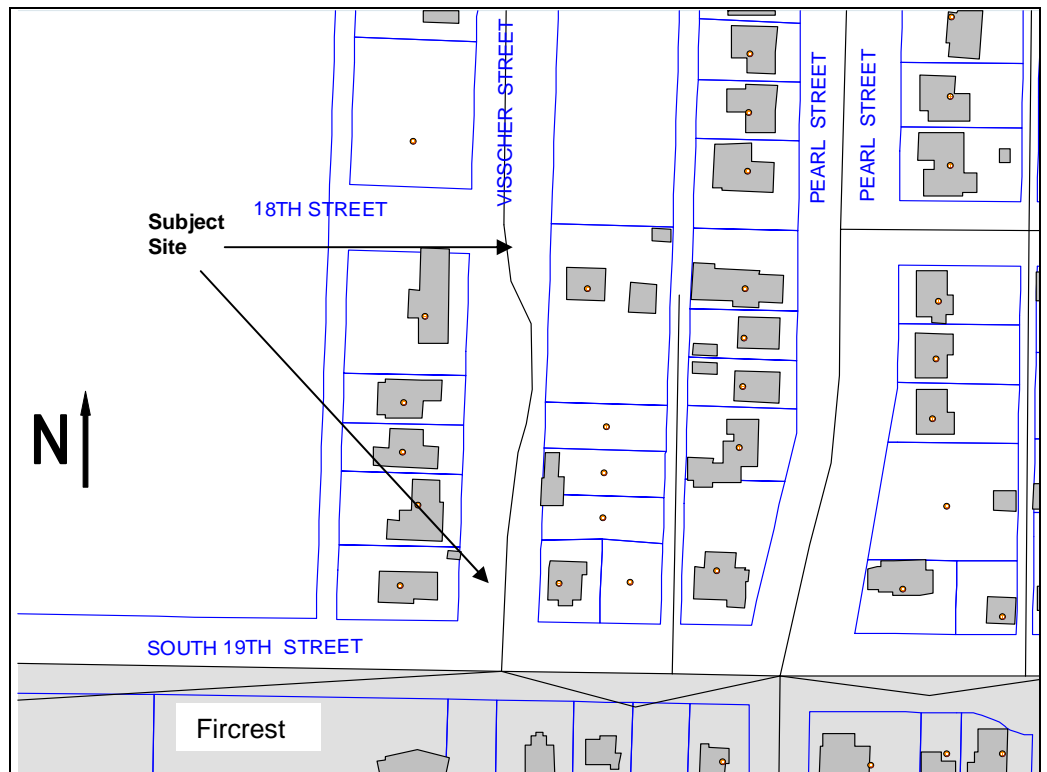 VISSCHER STREET
PEARL STREET
PEARL STREET
18TH STREET
Subject
Site
N
SOUTH 19TH STREET
Fircrest